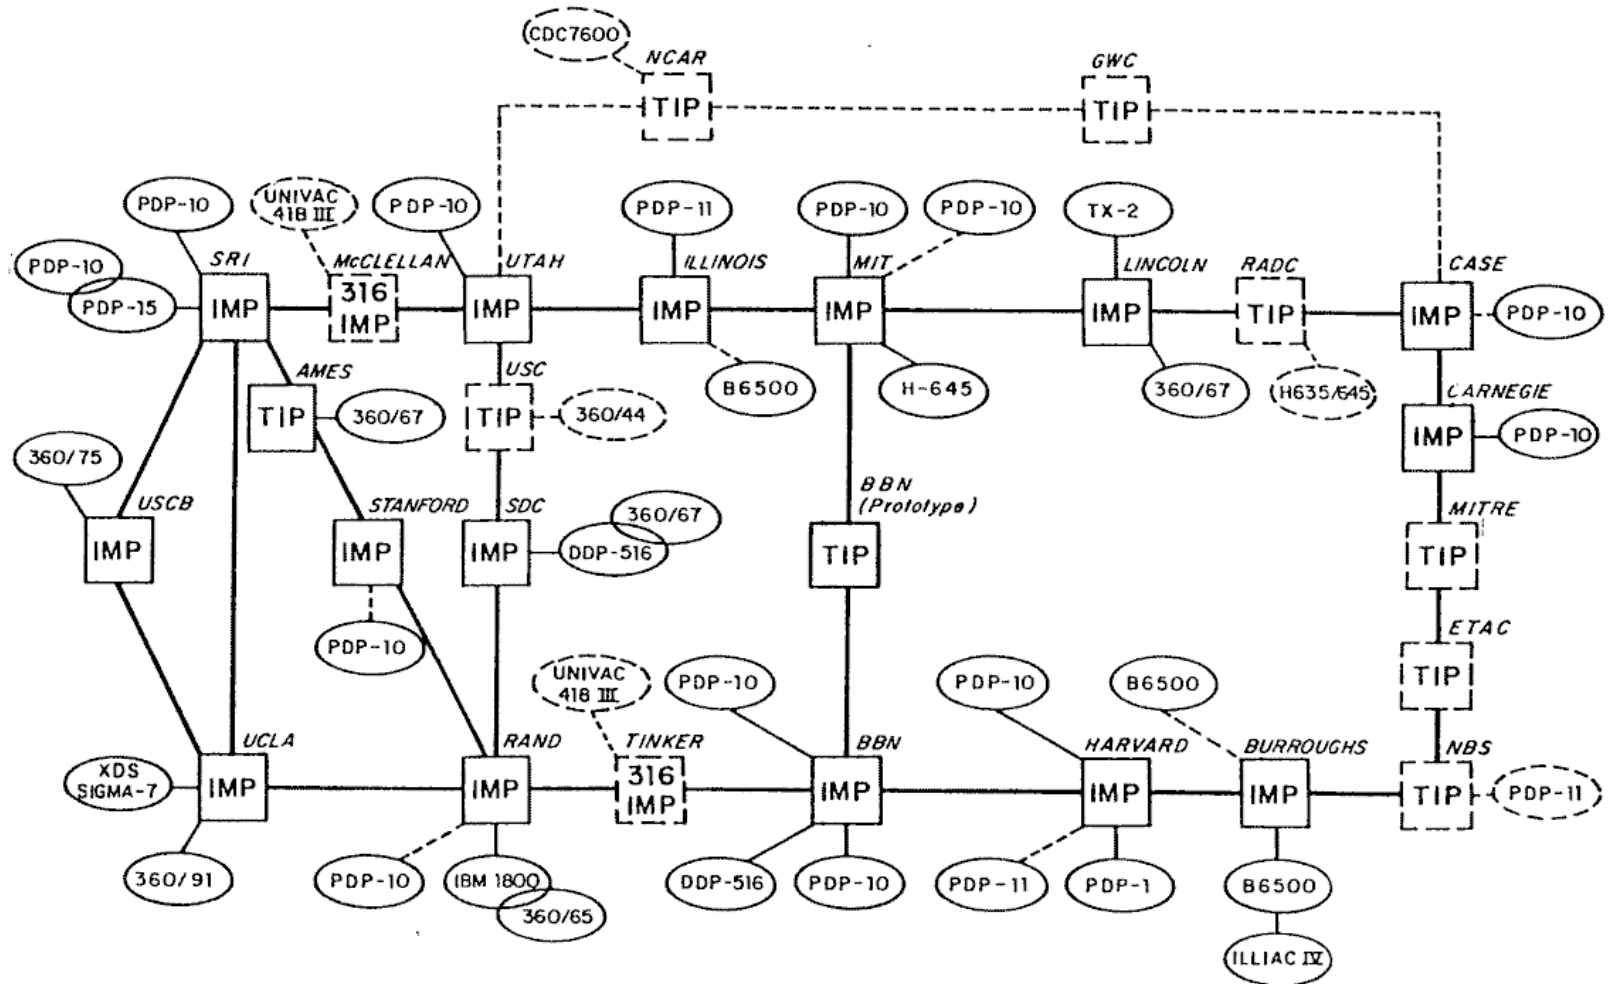 CDC7600
NCAR
TIP
GWC
TIP
PDP-10
UNIVAC
418 III
PDP-10
PDP-11
PDP-10
PDP-10
TX-2
PDP-10
PDP-15
SRI
IMP
McCLELLAN
316
IMP
UTAH
IMP
ILLINOIS
IMP
MIT
IMP
LINCOLN
IMP
RADC
TIP
CASE
IMP
PDP-10
AMES
TIP
360/67
USC
TIP
360/44
B6500
H-645
360/67
H635/645
CARNEGIE
IMP
PDP-10
360/75
USCB
IMP
STANFORD
IMP
PDP-10
SDC
IMP
360/67
DDP-516
BBN
(Prototype)
TIP
MITRE
TIP
ETAC
TIP
UNIVAC
418 III
PDP-10
PDP-10
B6500
XDS
SIGMA-7
UCLA
IMP
RAND
IMP
TINKER
316
IMP
BBN
IMP
HARVARD
IMP
BURROUGHS
IMP
NBS
TIP
PDP-11
360/91
PDP-10
IBM 1800
360/65
DDP-516
PDP-10
PDP-11
PDP-1
B6500
ILLIAC IV